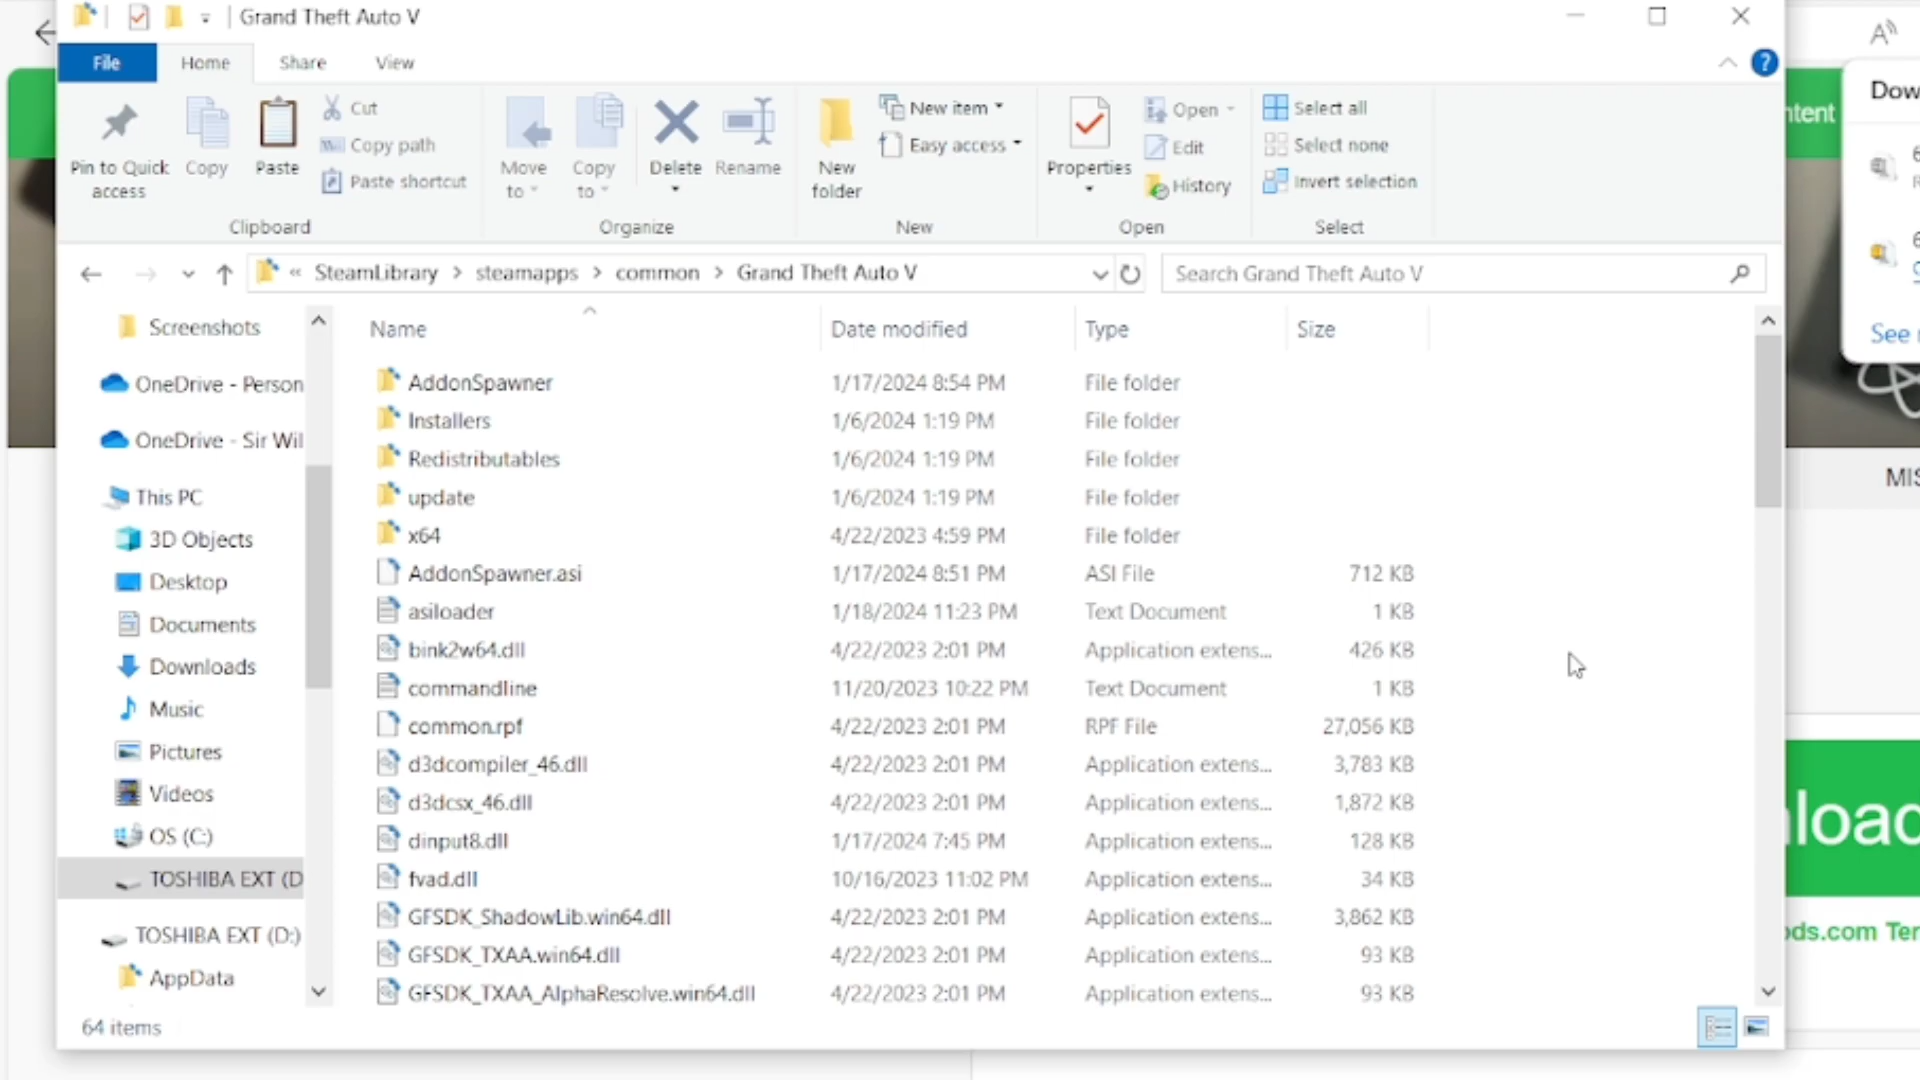 Grand Theft Auto V
File
Home
Share
View
Pin to Quick
access
Copy
Paste
Cut
Copy path
Paste shortcut
Clipboard
Move
to
Copy
to
Delete
Rename
Organize
New
folder
New item
Easy access
New
Properties
Open
Edit
History
Open
Select all
Select none
Invert selection
Select
« SteamLibrary > steamapps > common > Grand Theft Auto V
Search Grand Theft Auto V
Screenshots
OneDrive - Person
OneDrive - Sir Wil
This PC
3D Objects
Desktop
Documents
Downloads
Music
Pictures
Videos
OS (C:)
TOSHIBA EXT (D
TOSHIBA EXT (D:)
AppData
Name Date modified Type Size
AddonSpawner 1/17/2024 8:54 PM File folder
Installers 1/6/2024 1:19 PM File folder
Redistributables 1/6/2024 1:19 PM File folder
update 1/6/2024 1:19 PM File folder
x64 4/22/2023 4:59 PM File folder
AddonSpawner.asi 1/17/2024 8:51 PM ASI File 712 KB
asiloader 1/18/2024 11:23 PM Text Document 1 KB
bink2w64.dll 4/22/2023 2:01 PM Application extens... 426 KB
commandline 11/20/2023 10:22 PM Text Document 1 KB
common.rpf 4/22/2023 2:01 PM RPF File 27,056 KB
d3dcompiler_46.dll 4/22/2023 2:01 PM Application extens... 3,783 KB
d3dcsx_46.dll 4/22/2023 2:01 PM Application extens... 1,872 KB
dinput8.dll 1/17/2024 7:45 PM Application extens... 128 KB
fvad.dll 10/16/2023 11:02 PM Application extens... 34 KB
GFSDK_ShadowLib.win64.dll 4/22/2023 2:01 PM Application extens... 3,862 KB
GFSDK_TXAA.win64.dll 4/22/2023 2:01 PM Application extens... 93 KB
GFSDK_TXAA_AlphaResolve.win64.dll 4/22/2023 2:01 PM Application extens... 93 KB
64 items
Dow
ntent
See
MIS
nload
ods.com Ter